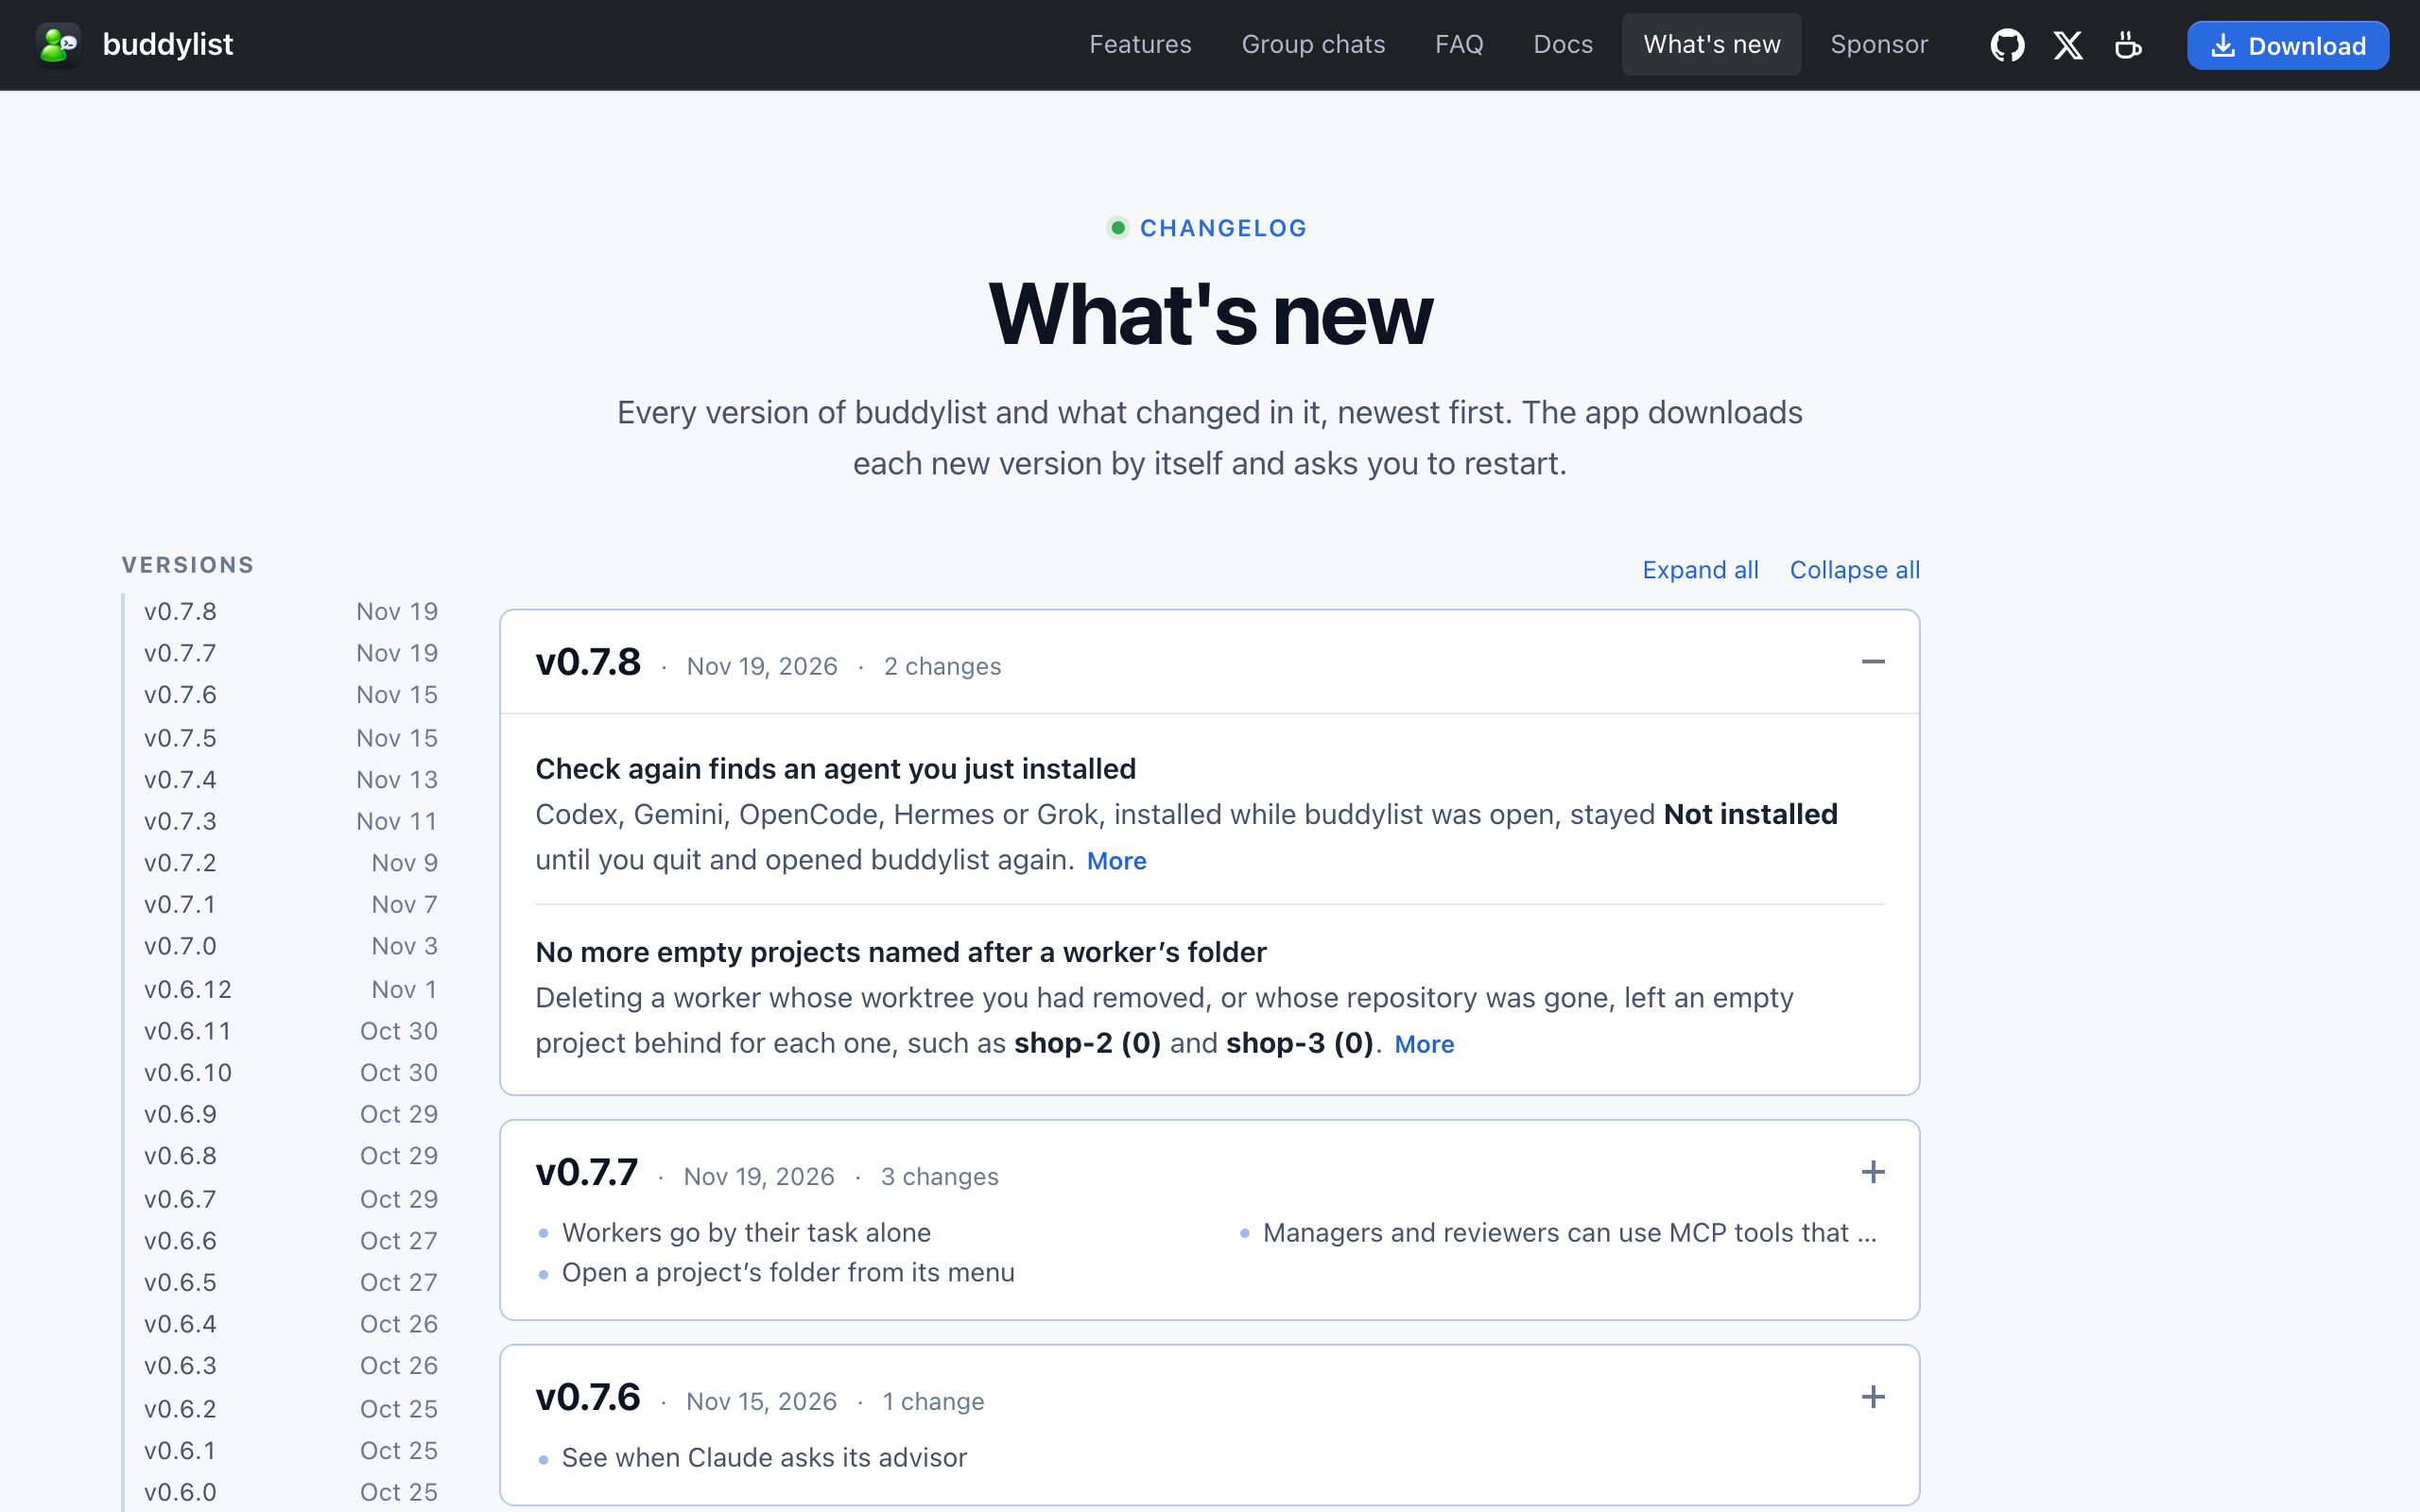 buddylist
Features
Group chats
FAQ
Docs
What's new
Sponsor
Download
CHANGELOG
What's new
Every version of buddylist and what changed in it, newest first. The app downloads
each new version by itself and asks you to restart.
VERSIONS
v0.7.8 Nov 19
v0.7.7 Nov 19
v0.7.6 Nov 15
v0.7.5 Nov 15
v0.7.4 Nov 13
v0.7.3 Nov 11
v0.7.2 Nov 9
v0.7.1 Nov 7
v0.7.0 Nov 3
v0.6.12 Nov 1
v0.6.11 Oct 30
v0.6.10 Oct 30
v0.6.9 Oct 29
v0.6.8 Oct 29
v0.6.7 Oct 29
v0.6.6 Oct 27
v0.6.5 Oct 27
v0.6.4 Oct 26
v0.6.3 Oct 26
v0.6.2 Oct 25
v0.6.1 Oct 25
v0.6.0 Oct 25
Expand all Collapse all
v0.7.8 · Nov 19, 2026 · 2 changes
Check again finds an agent you just installed
Codex, Gemini, OpenCode, Hermes or Grok, installed while buddylist was open, stayed Not installed
until you quit and opened buddylist again. More
No more empty projects named after a worker’s folder
Deleting a worker whose worktree you had removed, or whose repository was gone, left an empty
project behind for each one, such as shop-2 (0) and shop-3 (0). More
v0.7.7 · Nov 19, 2026 · 3 changes
Workers go by their task alone
Managers and reviewers can use MCP tools that ...
Open a project’s folder from its menu
v0.7.6 · Nov 15, 2026 · 1 change
See when Claude asks its advisor